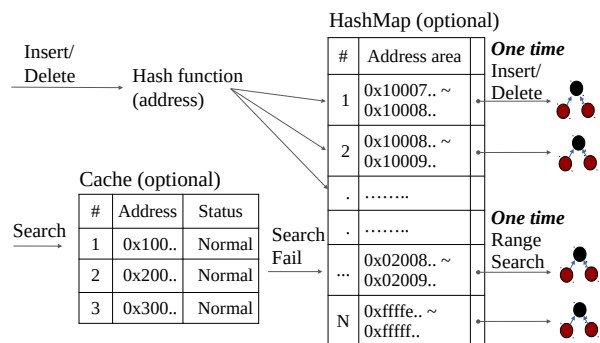 HashMap (optional)
Insert/
Delete
Hash function
(address)
# Address area
1 0x10007.. ~
0x10008..
2 0x10008.. ~
0x10009..
. ........
. ........
... 0x02008.. ~
0x02009..
N 0xffffe.. ~
0xfffff..
One time
Insert/
Delete
Cache (optional)
Search
# Address Status
1 0x100.. Normal
2 0x200.. Normal
3 0x300.. Normal
Search
Fail
One time
Range
Search